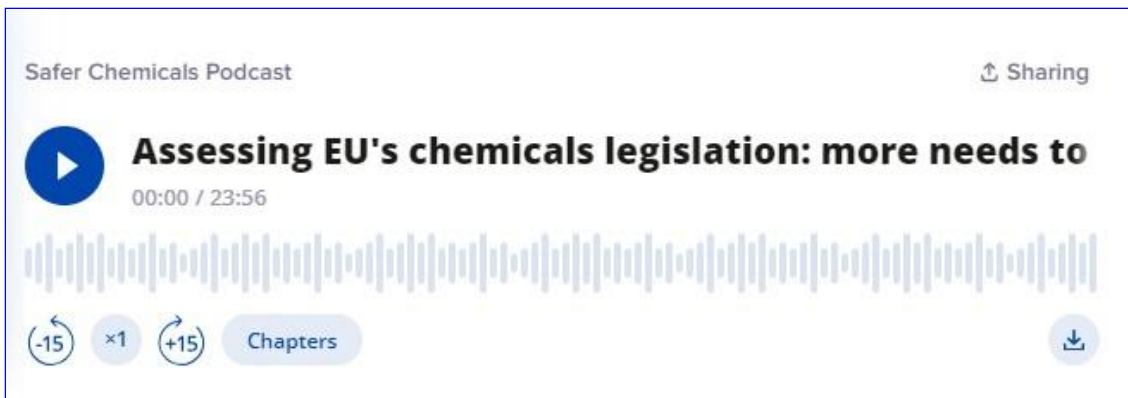 Safer Chemicals Podcast
Sharing
Assessing EU's chemicals legislation: more needs to
00:00 / 23:56
-15 ×1 +15 Chapters